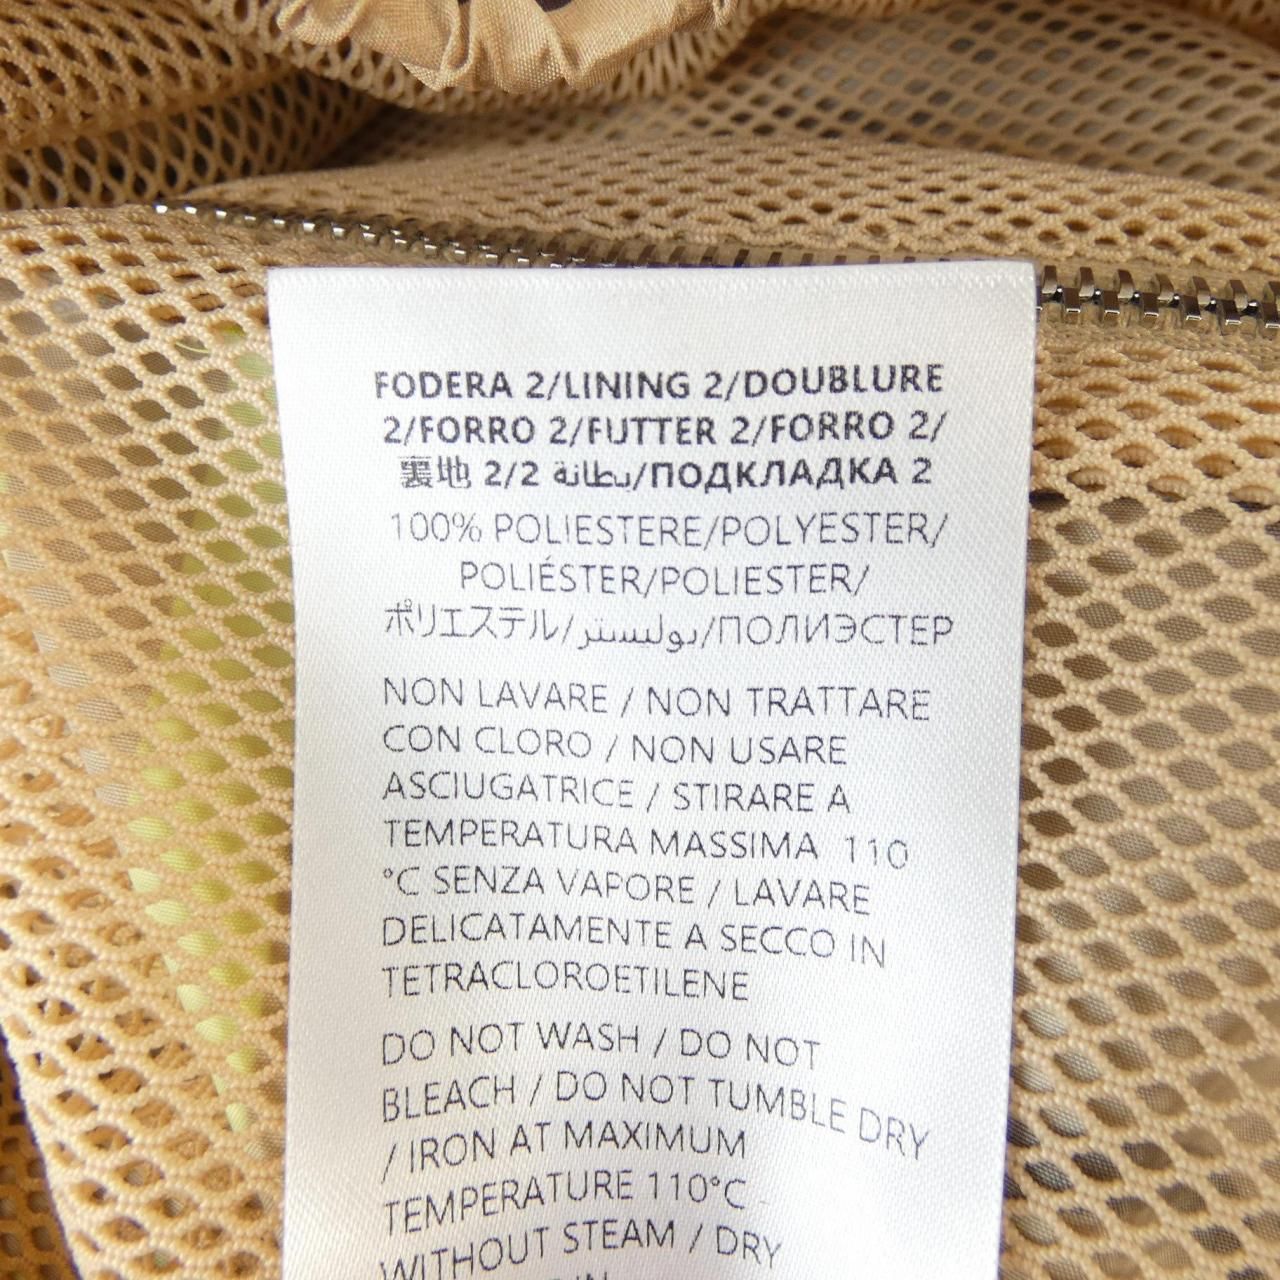 FODERA 2/LINING 2/DOUBLURE
2/FORRO 2/FUTTER 2/FORRO 2/
裏地 2/2 بطانة/ПОДКЛАДКА 2
100% POLIESTERE/POLYESTER/
POLIÉSTER/POLIESTER/
ポリエステル/بوليستر/ПОЛИЭСТЕР
NON LAVARE / NON TRATTARE
CON CLORO / NON USARE
ASCIUGATRICE / STIRARE A
TEMPERATURA MASSIMA 110
°C SENZA VAPORE / LAVARE
DELICATAMENTE A SECCO IN
TETRACLOROETILENE
DO NOT WASH / DO NOT
BLEACH / DO NOT TUMBLE DRY
/ IRON AT MAXIMUM
TEMPERATURE 110°C
WITHOUT STEAM / DRY